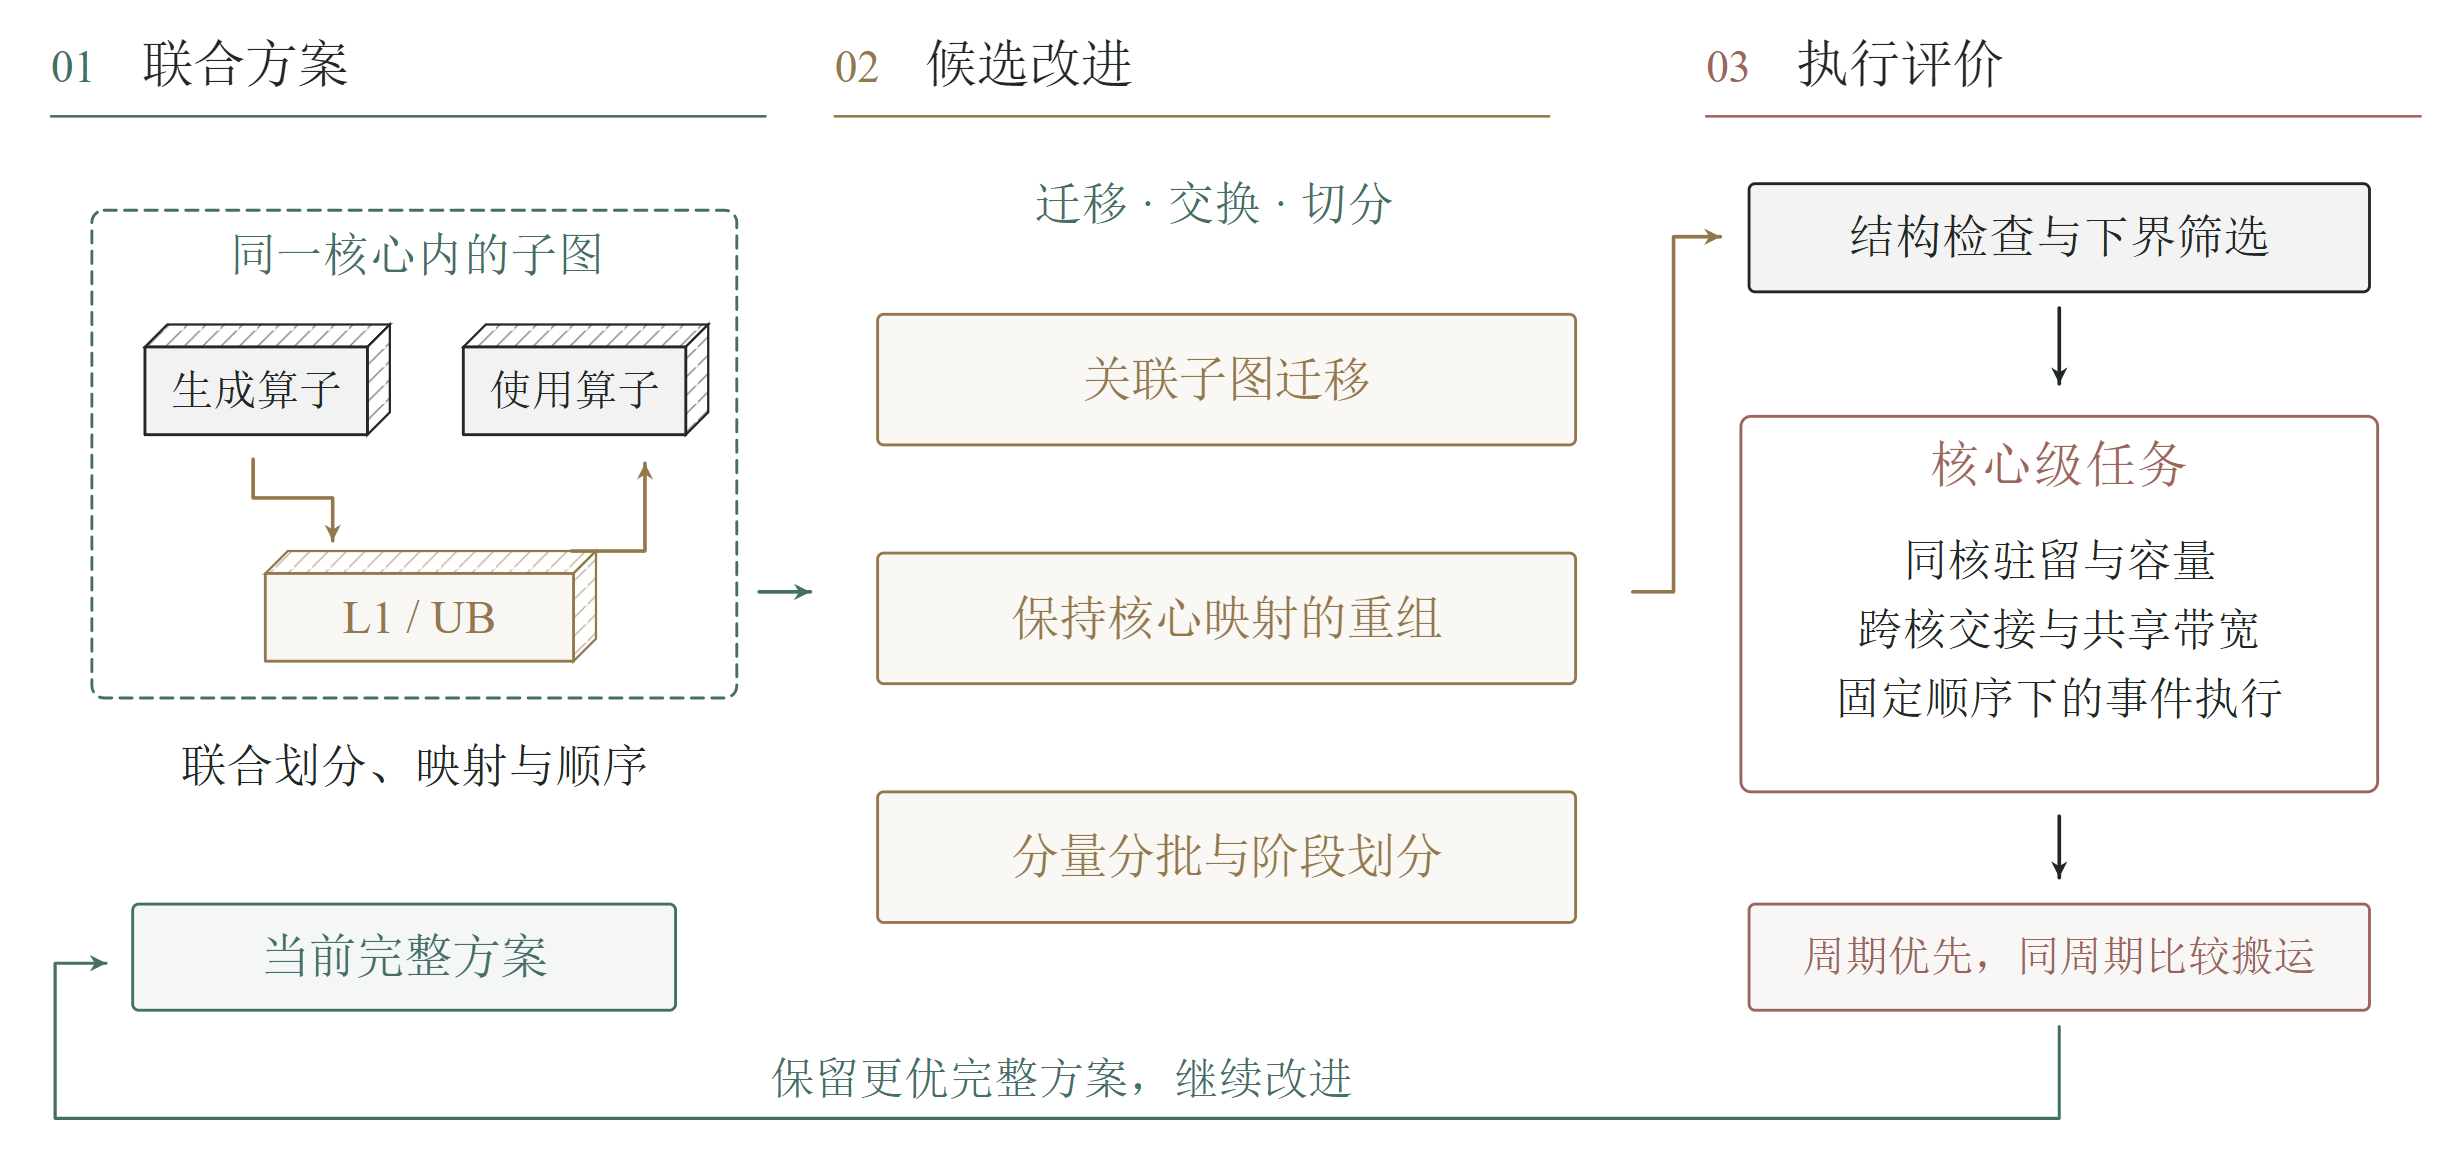 01 联合方案
同一核心内的子图
生成算子
使用算子
L1 / UB
联合划分、映射与顺序
当前完整方案
02 候选改进
迁移 · 交换 · 切分
关联子图迁移
保持核心映射的重组
分量分批与阶段划分
03 执行评价
结构检查与下界筛选
核心级任务
同核驻留与容量
跨核交接与共享带宽
固定顺序下的事件执行
周期优先，同周期比较搬运
保留更优完整方案，继续改进